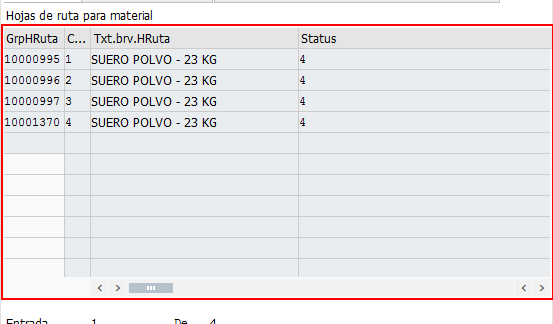 Hojas de ruta para material
GrpHRuta C... Txt.brv.HRuta Status
10000995 1 SUERO POLVO - 23 KG 4
10000996 2 SUERO POLVO - 23 KG 4
10000997 3 SUERO POLVO - 23 KG 4
10001370 4 SUERO POLVO - 23 KG 4
Entrada 1 De 4